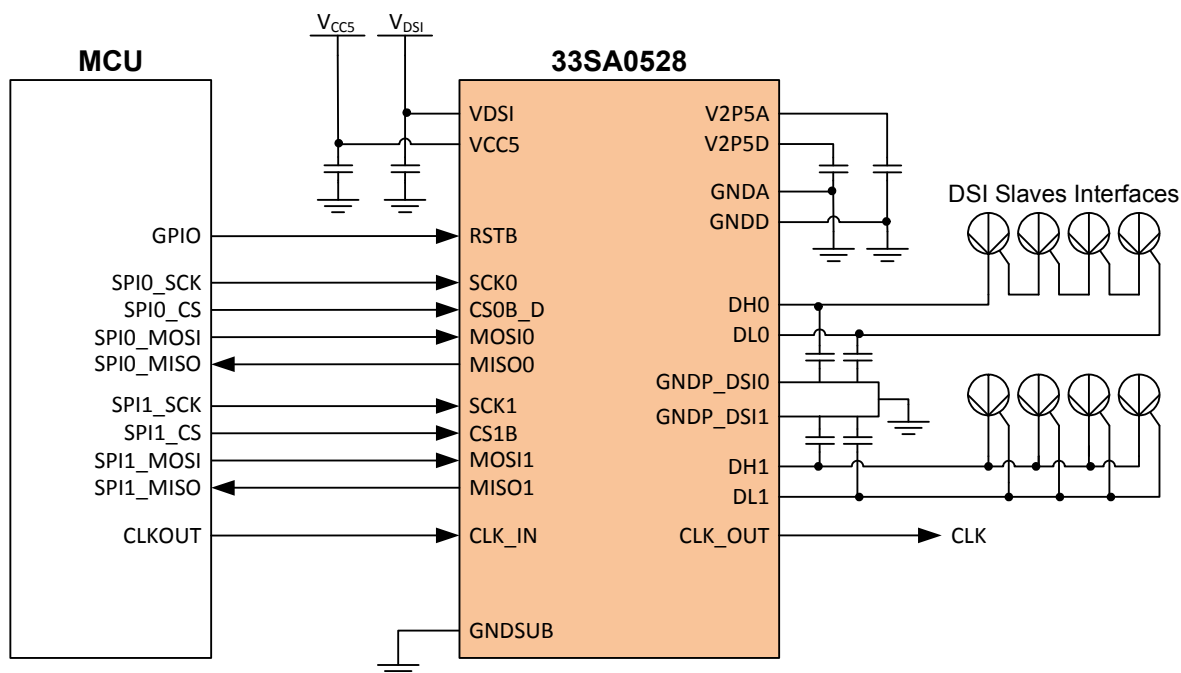 VCC5 VDSI
MCU
33SA0528
VDSI
VCC5
RSTB
SCK0
CS0B_D
MOSI0
MISO0
SCK1
CS1B
MOSI1
MISO1
CLK_IN
GNDSUB
GPIO
SPI0_SCK
SPI0_CS
SPI0_MOSI
SPI0_MISO
SPI1_SCK
SPI1_CS
SPI1_MOSI
SPI1_MISO
CLKOUT
V2P5A
V2P5D
GNDA
GNDD
DH0
DL0
GNDP_DSI0
GNDP_DSI1
DH1
DL1
CLK_OUT
CLK
DSI Slaves Interfaces